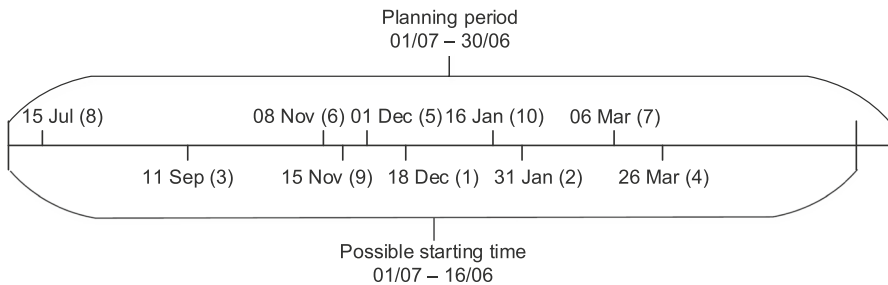 Planning period
01/07 – 30/06
15 Jul (8) 08 Nov (6) 01 Dec (5) 16 Jan (10) 06 Mar (7)
11 Sep (3) 15 Nov (9) 18 Dec (1) 31 Jan (2) 26 Mar (4)
Possible starting time
01/07 – 16/06